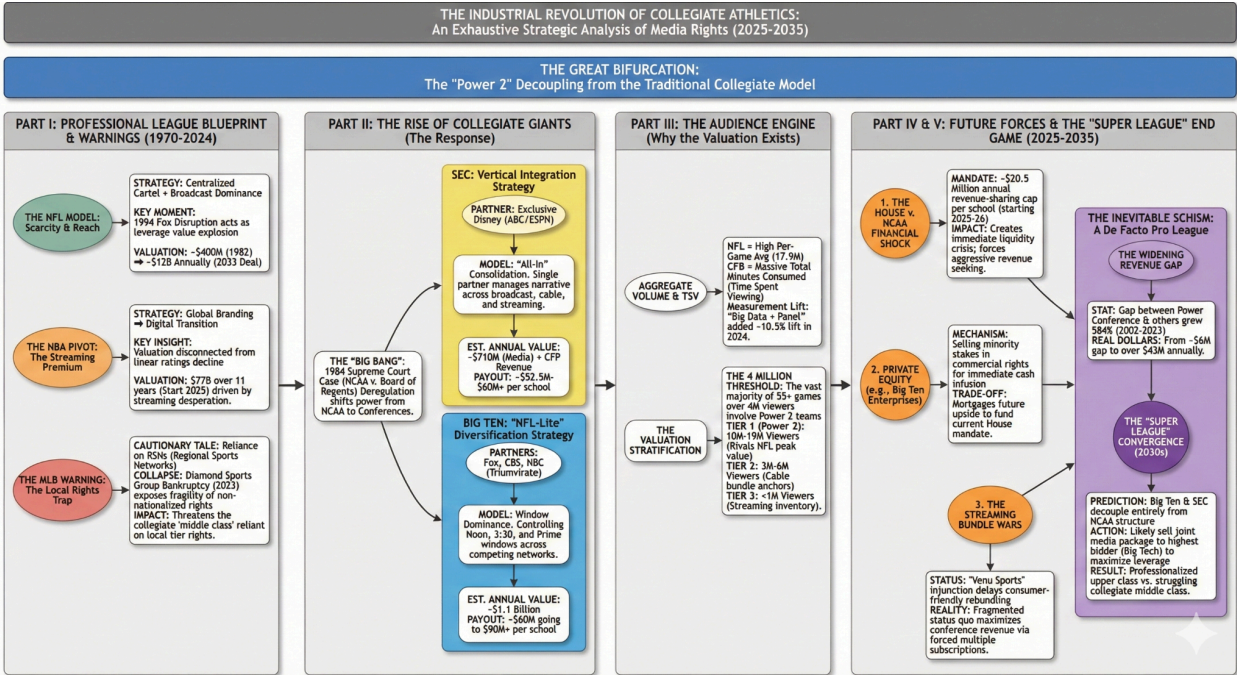 THE INDUSTRIAL REVOLUTION OF COLLEGIATE ATHLETICS:
An Exhaustive Strategic Analysis of Media Rights (2025-2035)
THE GREAT BIFURCATION:
The "Power 2" Decoupling from the Traditional Collegiate Model
PART I: PROFESSIONAL LEAGUE BLUEPRINT
& WARNINGS (1970-2024)
THE NFL MODEL:
Scarcity & Reach
STRATEGY: Centralized
Cartel + Broadcast Dominance
KEY MOMENT:
1994 Fox Disruption acts as
leverage value explosion
VALUATION: ~$400M (1982)
➡ ~$12B Annually (2033 Deal)
THE NBA PIVOT:
The Streaming
Premium
STRATEGY: Global Branding
➡ Digital Transition
KEY INSIGHT:
Valuation disconnected from
linear ratings decline
VALUATION: $77B over 11
years (Start 2025) driven by
streaming desperation.
THE MLB WARNING:
The Local Rights
Trap
CAUTIONARY TALE: Reliance
on RSNs (Regional Sports
Networks)
COLLAPSE: Diamond Sports
Group Bankruptcy (2023)
exposes fragility of non-
nationalized rights
IMPACT: Threatens the
collegiate 'middle class' reliant
on local tier rights.
PART II: THE RISE OF COLLEGIATE GIANTS
(The Response)
THE "BIG BANG":
1984 Supreme Court
Case (NCAA v. Board of
Regents) Deregulation
shifts power from
NCAA to Conferences.
SEC: Vertical Integration
Strategy
PARTNER: Exclusive
Disney (ABC/ESPN)
MODEL: "All-In"
Consolidation. Single
partner manages narrative
across broadcast, cable,
and streaming.
EST. ANNUAL VALUE:
~$710M (Media) + CFP
Revenue
PAYOUT: ~$52.5M-
$60M+ per school
BIG TEN: "NFL-Lite"
Diversification Strategy
PARTNERS:
Fox, CBS, NBC
(Triumvirate)
MODEL: Window
Dominance. Controlling
Noon, 3:30, and Prime
windows across
competing networks.
EST. ANNUAL VALUE:
~$1.1 Billion
PAYOUT: ~$60M going
to $90M+ per school
PART III: THE AUDIENCE ENGINE
(Why the Valuation Exists)
AGGREGATE
VOLUME & TSV
NFL = High Per-
Game Avg (17.9M)
CFB = Massive Total
Minutes Consumed
(Time Spent
Viewing)
Measurement Lift:
"Big Data + Panel"
added ~10.5% lift in
2024.
THE
VALUATION
STRATIFICATION
THE 4 MILLION
THRESHOLD: The vast
majority of 55+ games
over 4M viewers
involve Power 2 teams
TIER 1 (Power 2):
10M-19M Viewers
(Rivals NFL peak
value)
TIER 2: 3M-6M
Viewers (Cable
bundle anchors)
TIER 3: <1M Viewers
(Streaming inventory).
PART IV & V: FUTURE FORCES & THE "SUPER LEAGUE" END
GAME (2025-2035)
1. THE
HOUSE v.
NCAA
FINANCIAL
SHOCK
MANDATE: ~$20.5
Million annual
revenue-sharing cap
per school (starting
2025-26)
IMPACT: Creates
immediate liquidity
crisis; forces
aggressive revenue
seeking.
2. PRIVATE
EQUITY
(e.g., Big Ten
Enterprises)
MECHANISM:
Selling minority
stakes in
commercial rights
for immediate cash
infusion
TRADE-OFF:
Mortgages future
upside to fund
current House
mandate.
3. THE
STREAMING
BUNDLE WARS
STATUS: "Venu Sports"
injunction delays consumer-
friendly rebundling
REALITY: Fragmented
status quo maximizes
conference revenue via
forced multiple
subscriptions.
THE INEVITABLE SCHISM:
A De Facto Pro League
THE WIDENING
REVENUE GAP
STAT: Gap between Power
Conference & others grew
584% (2002-2023)
REAL DOLLARS: From ~$6M
gap to over $43M annually.
THE "SUPER
LEAGUE"
CONVERGENCE
(2030s)
PREDICTION: Big Ten & SEC
decouple entirely from
NCAA structure
ACTION: Likely sell joint
media package to highest
bidder (Big Tech) to
maximize leverage
RESULT: Professionalized
upper class vs. struggling
collegiate middle class.